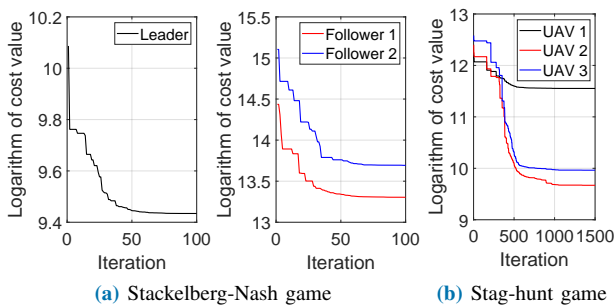 Logarithm of cost value
10.2
9.8
9.6
9.4
0
50
100
Iteration
Leader
Logarithm of cost value
15.5
15
14.5
14
13.5
13
0
50
100
Iteration
Follower 1
Follower 2
(a) Stackelberg-Nash game
Logarithm of cost value
13
12
11
10
9
0
500
1000
1500
Iteration
UAV 1
UAV 2
UAV 3
(b) Stag-hunt game